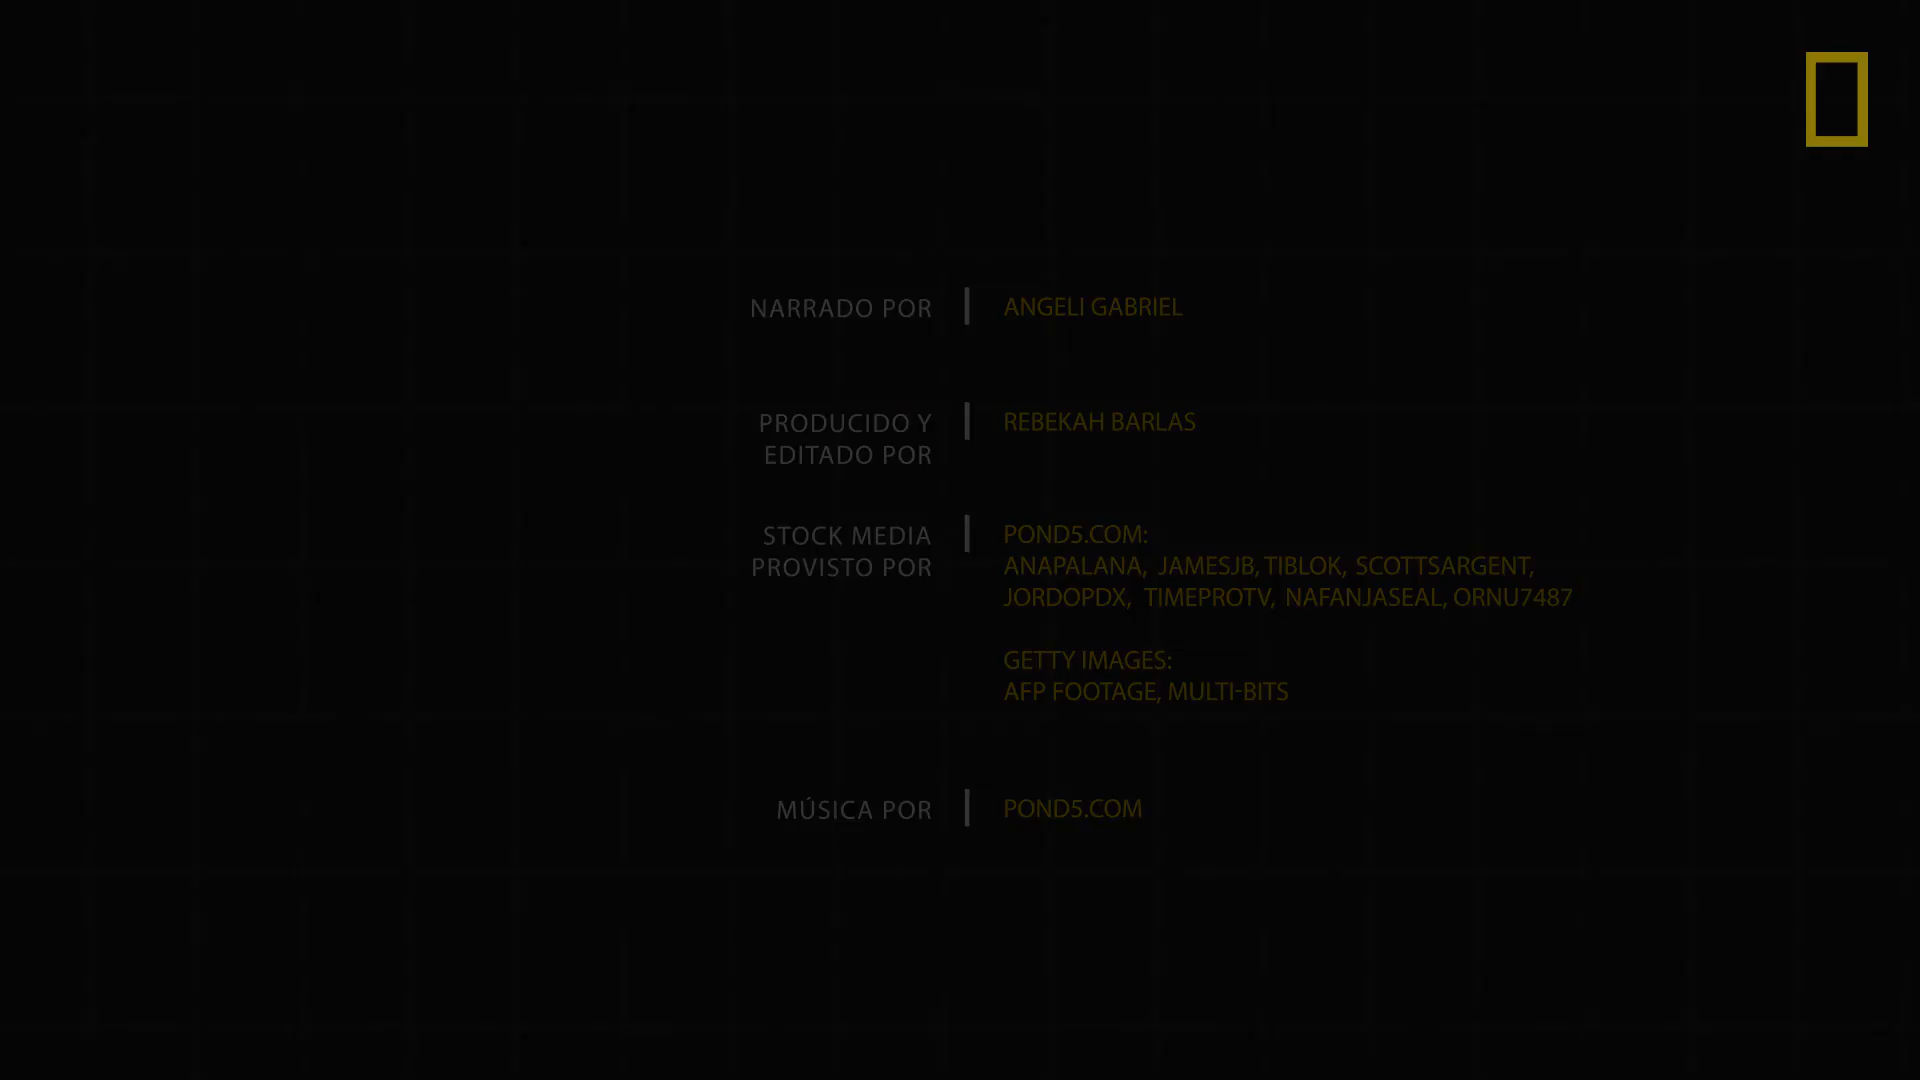 NARRADO POR | ANGELI GABRIEL
PRODUCIDO Y | REBEKAH BARLAS
EDITADO POR
STOCK MEDIA | POND5.COM:
PROVISTO POR ANAPALANA, JAMESJB, TIBLOK, SCOTTSARGENT,
JORDOPDX, TIMEPROTV, NAFANJASEAL, ORNU7487
GETTY IMAGES:
AFP FOOTAGE, MULTI-BITS
MÚSICA POR | POND5.COM